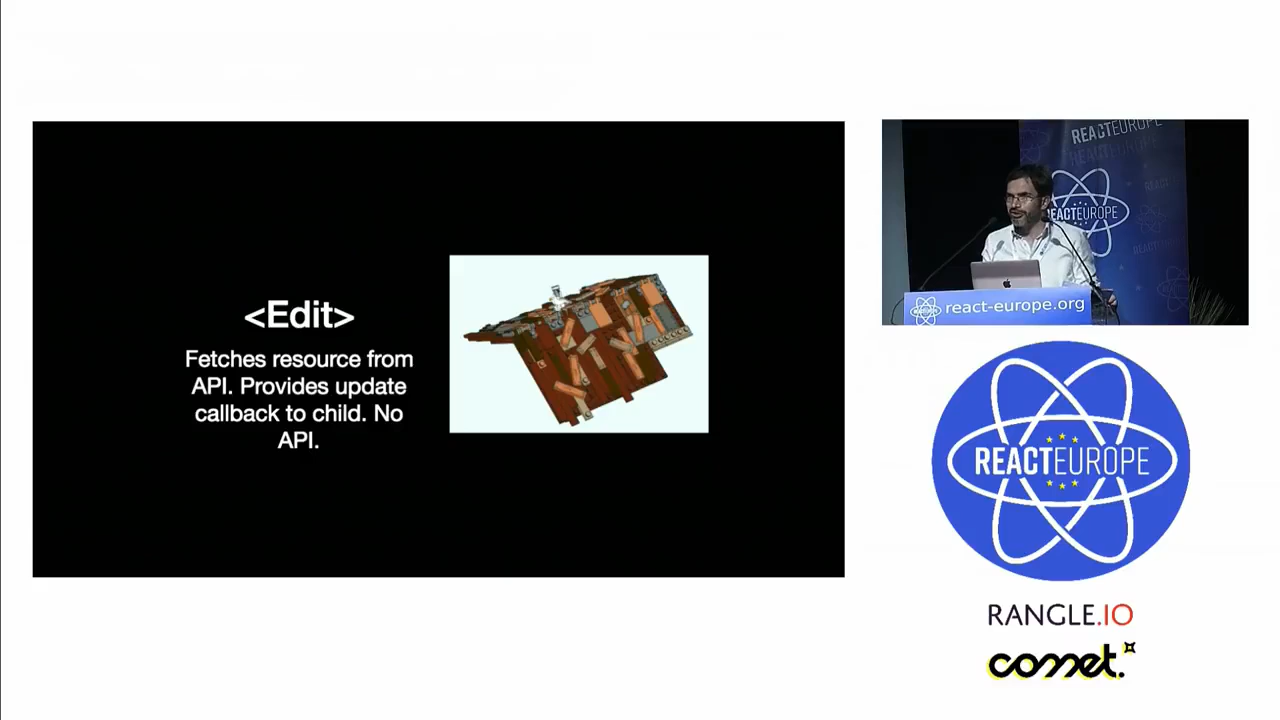 <Edit>
Fetches resource from
API. Provides update
callback to child. No
API.
REACTEUROPE
REACTEUROPE
react-europe.org
REACTEUROPE
RANGLE.IO
comet.